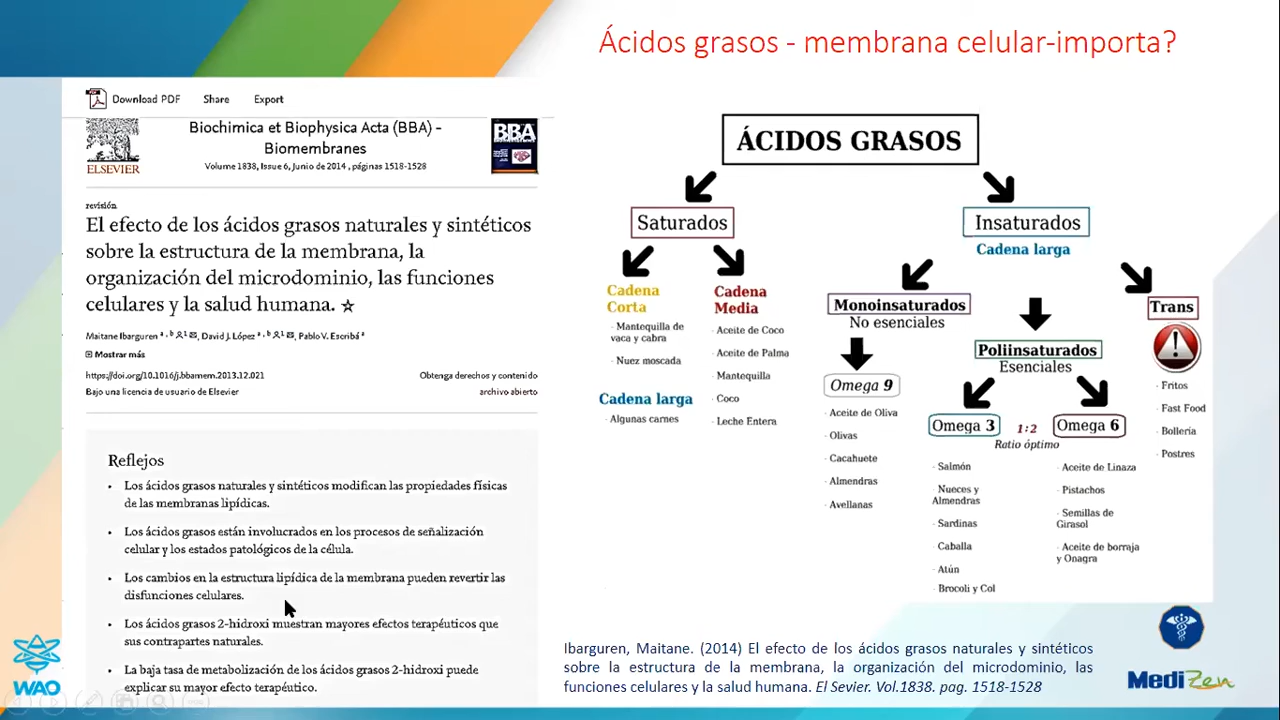 Ácidos grasos - membrana celular-importa?
Download PDF Share Export
ELSEVIER
Biochimica et Biophysica Acta (BBA) -
Biomembranes
Volume 1838, Issue 6, Junio de 2014 , páginas 1518-1528
BBA
revisión
El efecto de los ácidos grasos naturales y sintéticos
sobre la estructura de la membrana, la
organización del microdominio, las funciones
celulares y la salud humana. ☆
Maitane Ibarguren a , b 1, David J. López a , b 1, Pablo V. Escribá a
Mostrar más
https://doi.org/10.1016/j.bbamem.2013.12.021
Obtenga derechos y contenido
Bajo una licencia de usuario de Elsevier
archivo abierto
Reflejos
• Los ácidos grasos naturales y sintéticos modifican las propiedades físicas
de las membranas lipídicas.
• Los ácidos grasos están involucrados en los procesos de señalización
celular y los estados patológicos de la célula.
• Los cambios en la estructura lipídica de la membrana pueden revertir las
disfunciones celulares.
• Los ácidos grasos 2-hidroxi muestran mayores efectos terapéuticos que
sus contrapartes naturales.
• La baja tasa de metabolización de los ácidos grasos 2-hidroxi puede
explicar su mayor efecto terapéutico.
ÁCIDOS GRASOS
Saturados
Cadena
Corta
· Mantequilla de
vaca y cabra
· Nuez moscada
Cadena larga
· Algunas carnes
Cadena
Media
· Aceite de Coco
· Aceite de Palma
· Mantequilla
· Coco
· Leche Entera
Insaturados
Cadena larga
Monoinsaturados
No esenciales
Omega 9
· Aceite de Oliva
· Olivas
· Cacahuete
· Almendras
· Avellanas
Poliinsaturados
Esenciales
Omega 3
1:2
Ratio óptimo
Omega 6
· Salmón
· Nueces y
Almendras
· Sardinas
· Caballa
· Atún
· Brocoli y Col
· Aceite de Linaza
· Pistachos
· Semillas de
Girasol
· Aceite de borraja
y Onagra
Trans
· Fritos
· Fast Food
· Bollería
· Postres
Ibarguren, Maitane. (2014) El efecto de los ácidos grasos naturales y sintéticos
sobre la estructura de la membrana, la organización del microdominio, las
funciones celulares y la salud humana. El Sevier. Vol.1838. pag. 1518-1528
WAO
MediZen